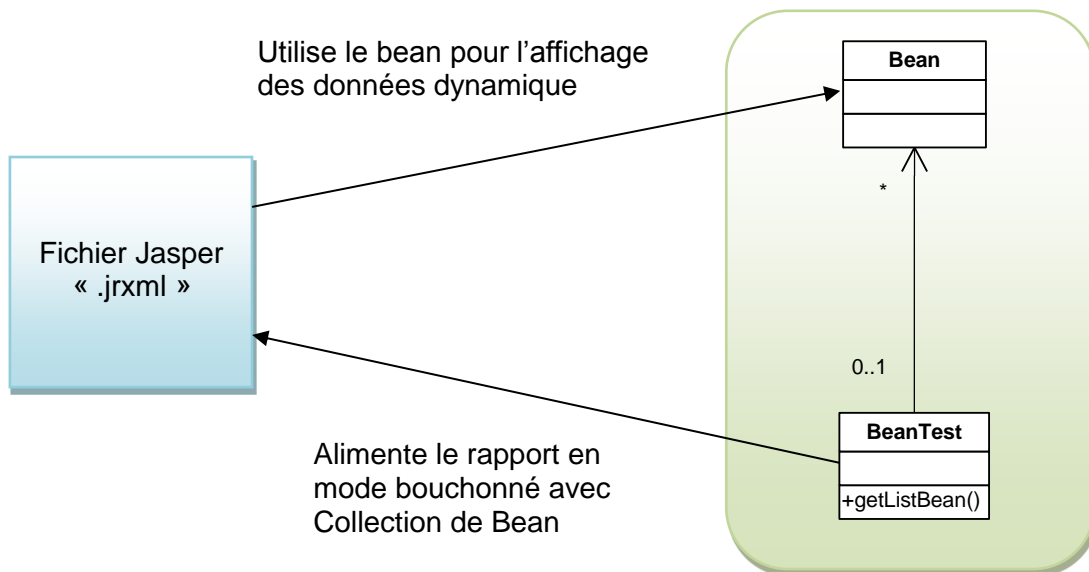 Utilise le bean pour l'affichage
des données dynamique
Bean
*
Fichier Jasper
« .jrxml »
0..1
BeanTest
+getListBean()
Alimente le rapport en
mode bouchonné avec
Collection de Bean